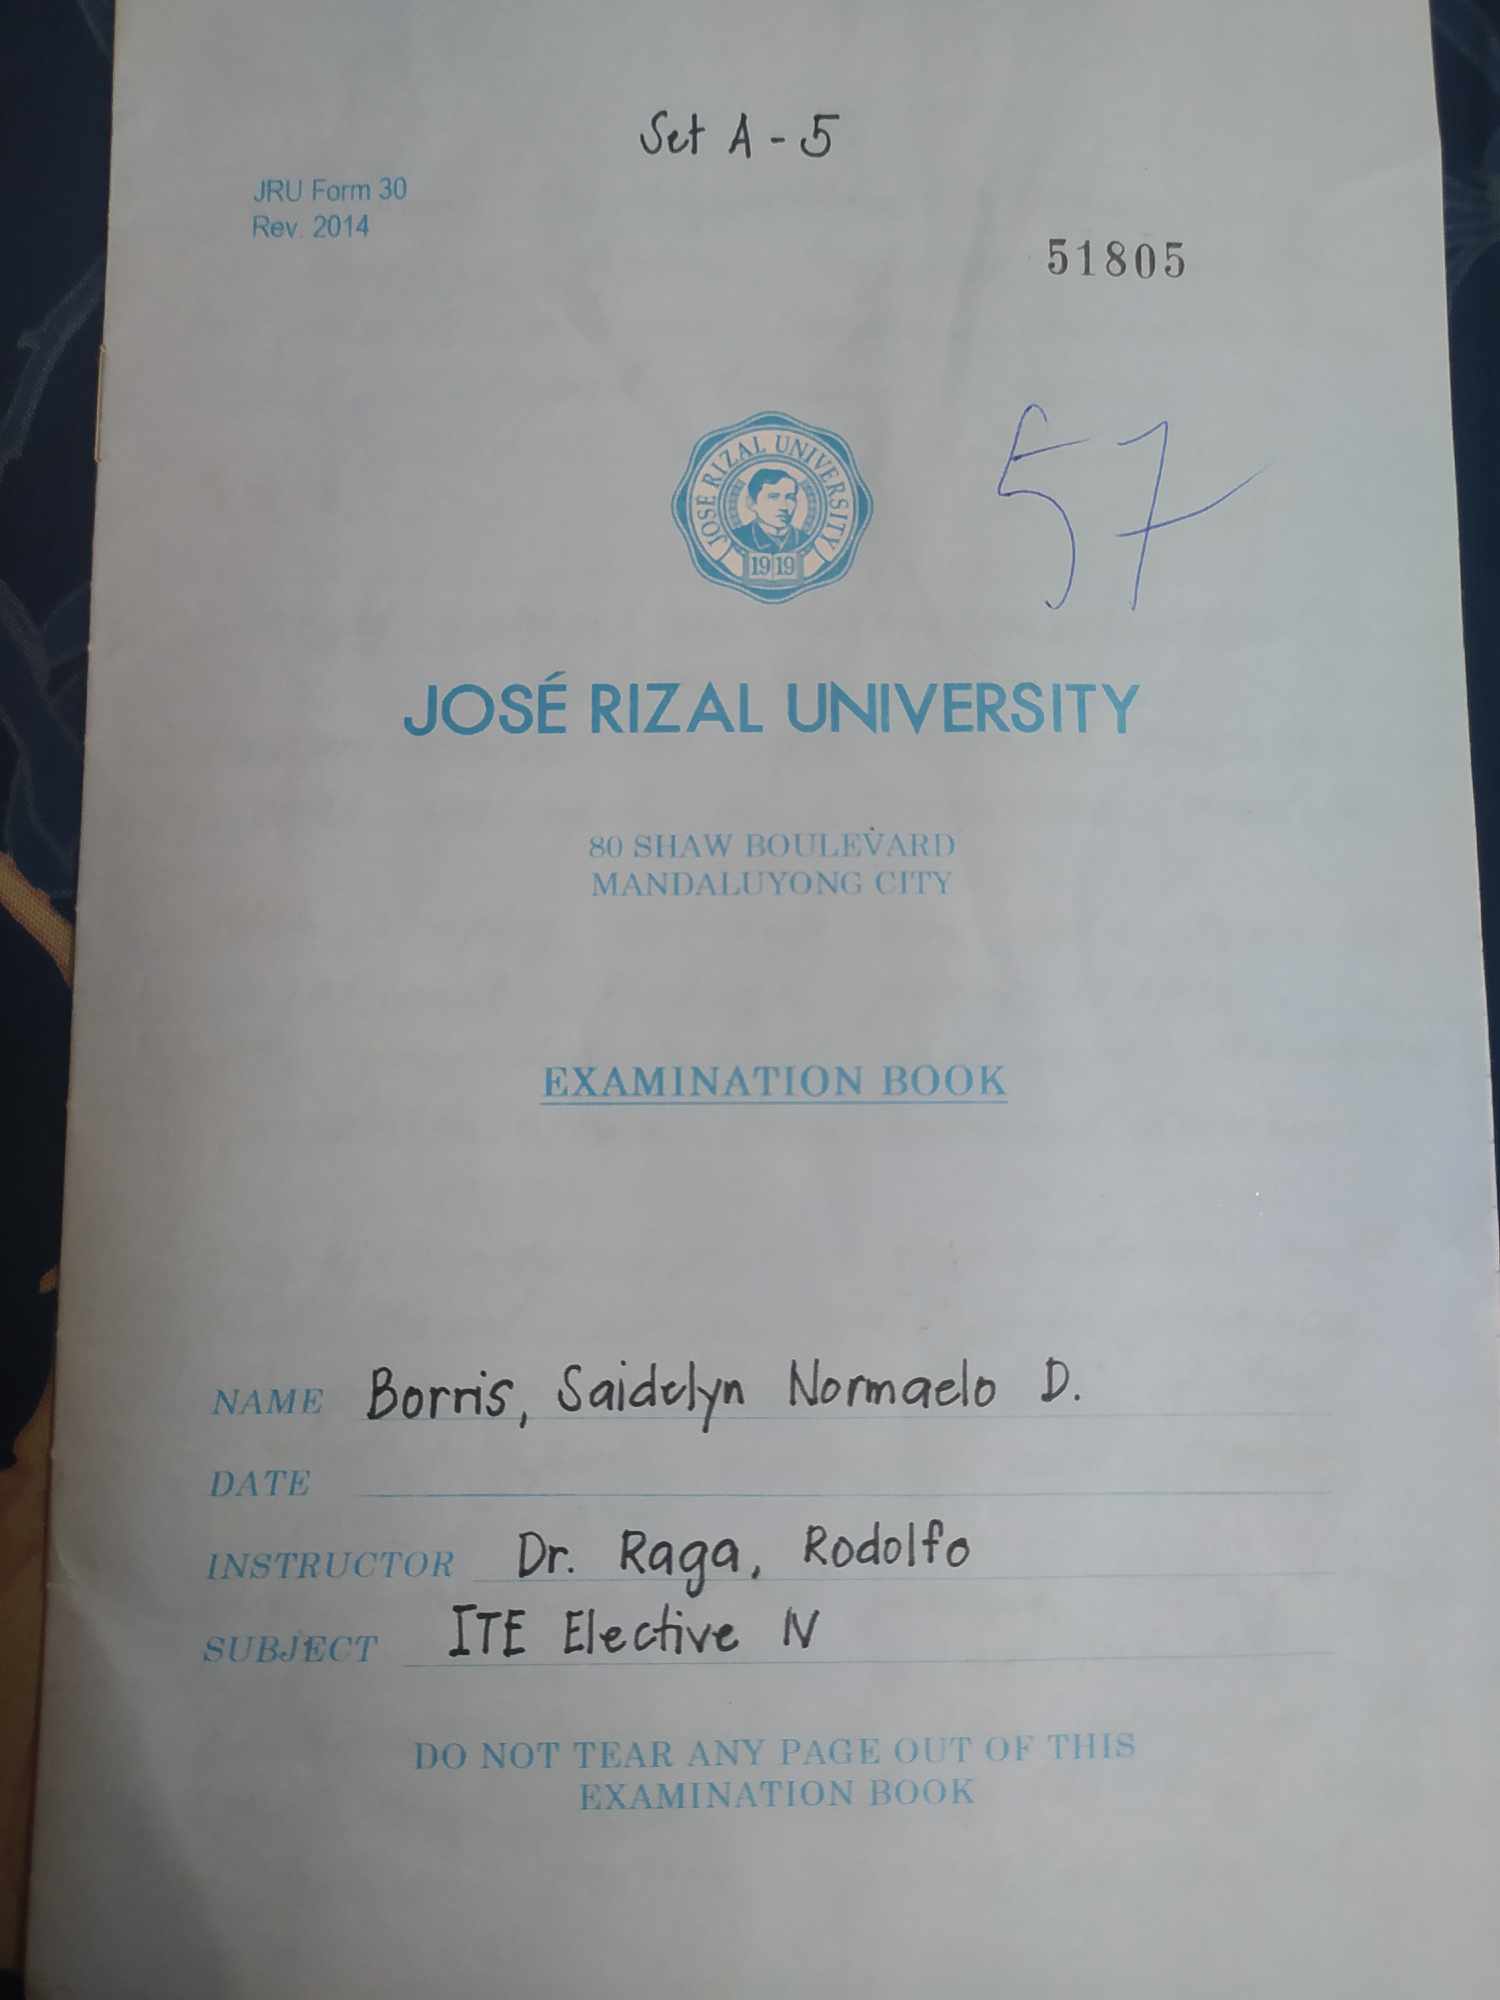 Set A - 5
JRU Form 30
Rev. 2014
51805
JOSÉ RIZAL UNIVERSITY
1919
57
JOSÉ RIZAL UNIVERSITY
80 SHAW BOULEVARD
MANDALUYONG CITY
EXAMINATION BOOK
NAME Borris, Saidelyn Normaelo D.
DATE
INSTRUCTOR Dr. Raga, Rodolfo
SUBJECT ITE Elective IV
DO NOT TEAR ANY PAGE OUT OF THIS
EXAMINATION BOOK